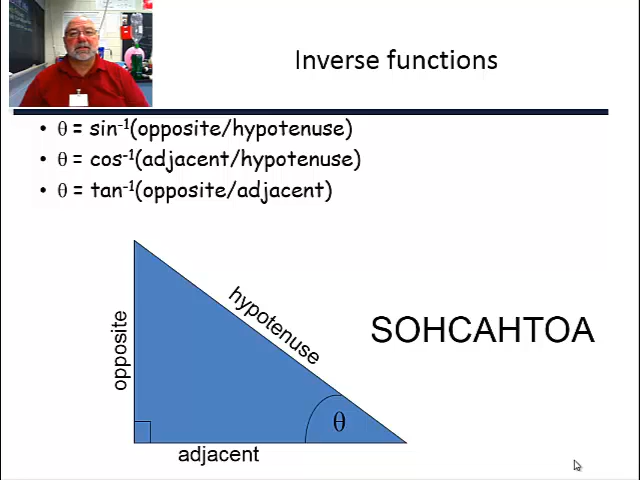 Inverse functions
• θ = sin⁻¹(opposite/hypotenuse)
• θ = cos⁻¹(adjacent/hypotenuse)
• θ = tan⁻¹(opposite/adjacent)
hypotenuse
opposite
SOHCAHTOA
θ
adjacent